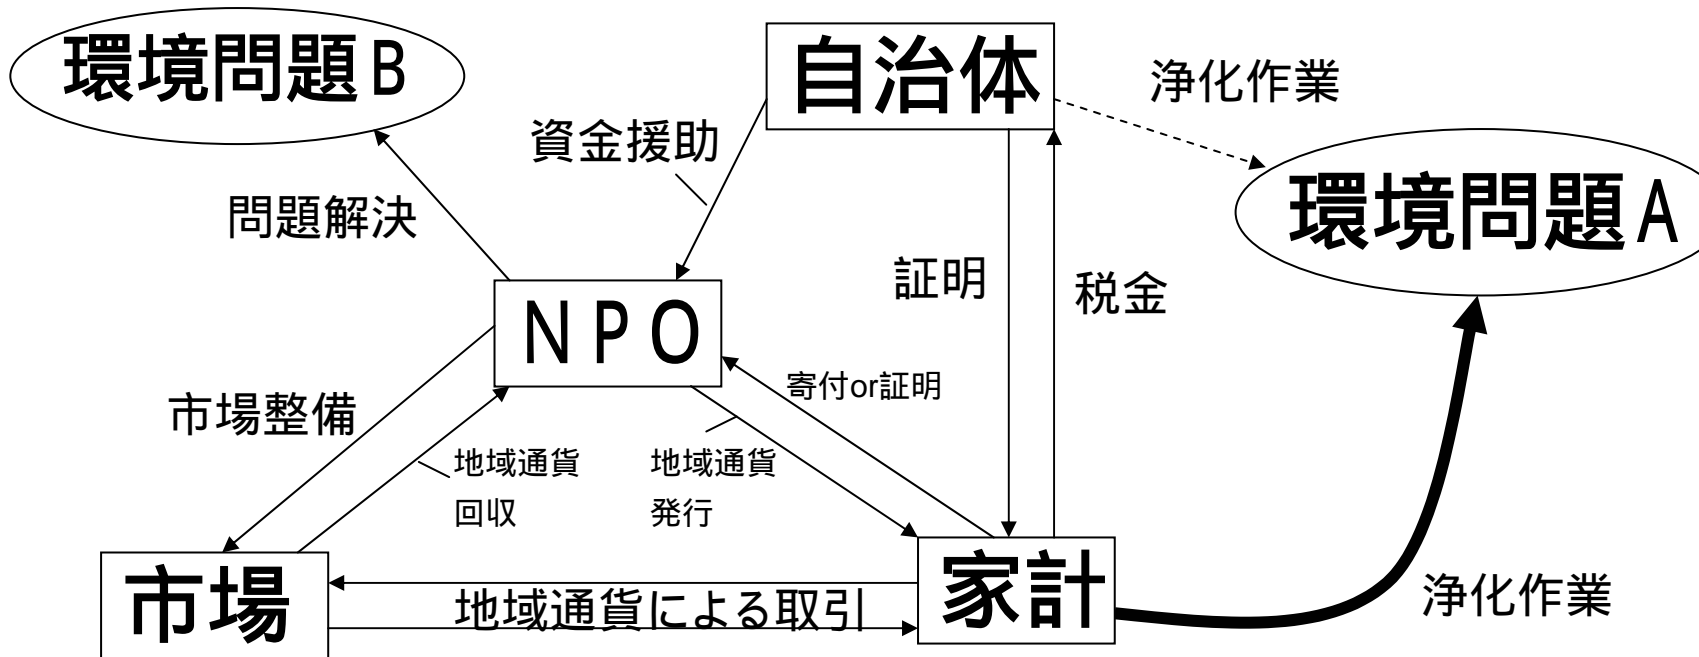 環境問題B
自治体
浄化作業
資金援助
環境問題A
問題解決
証明
税金
NPO
寄付or証明
市場整備
地域通貨
回収
地域通貨
発行
市場
地域通貨による取引
家計
浄化作業